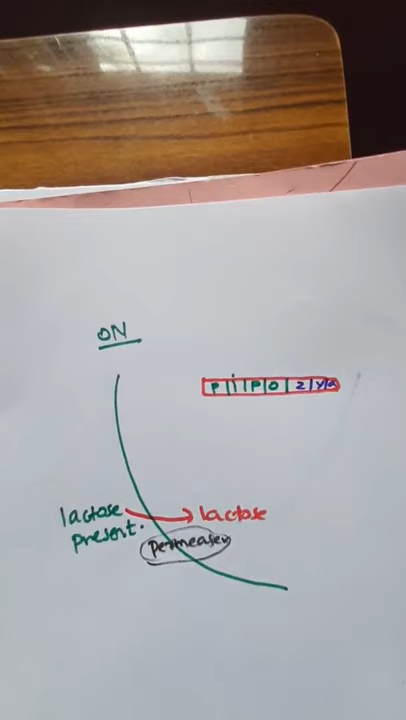 ON
P i P O z y a
lactose
present.
lactose
permease